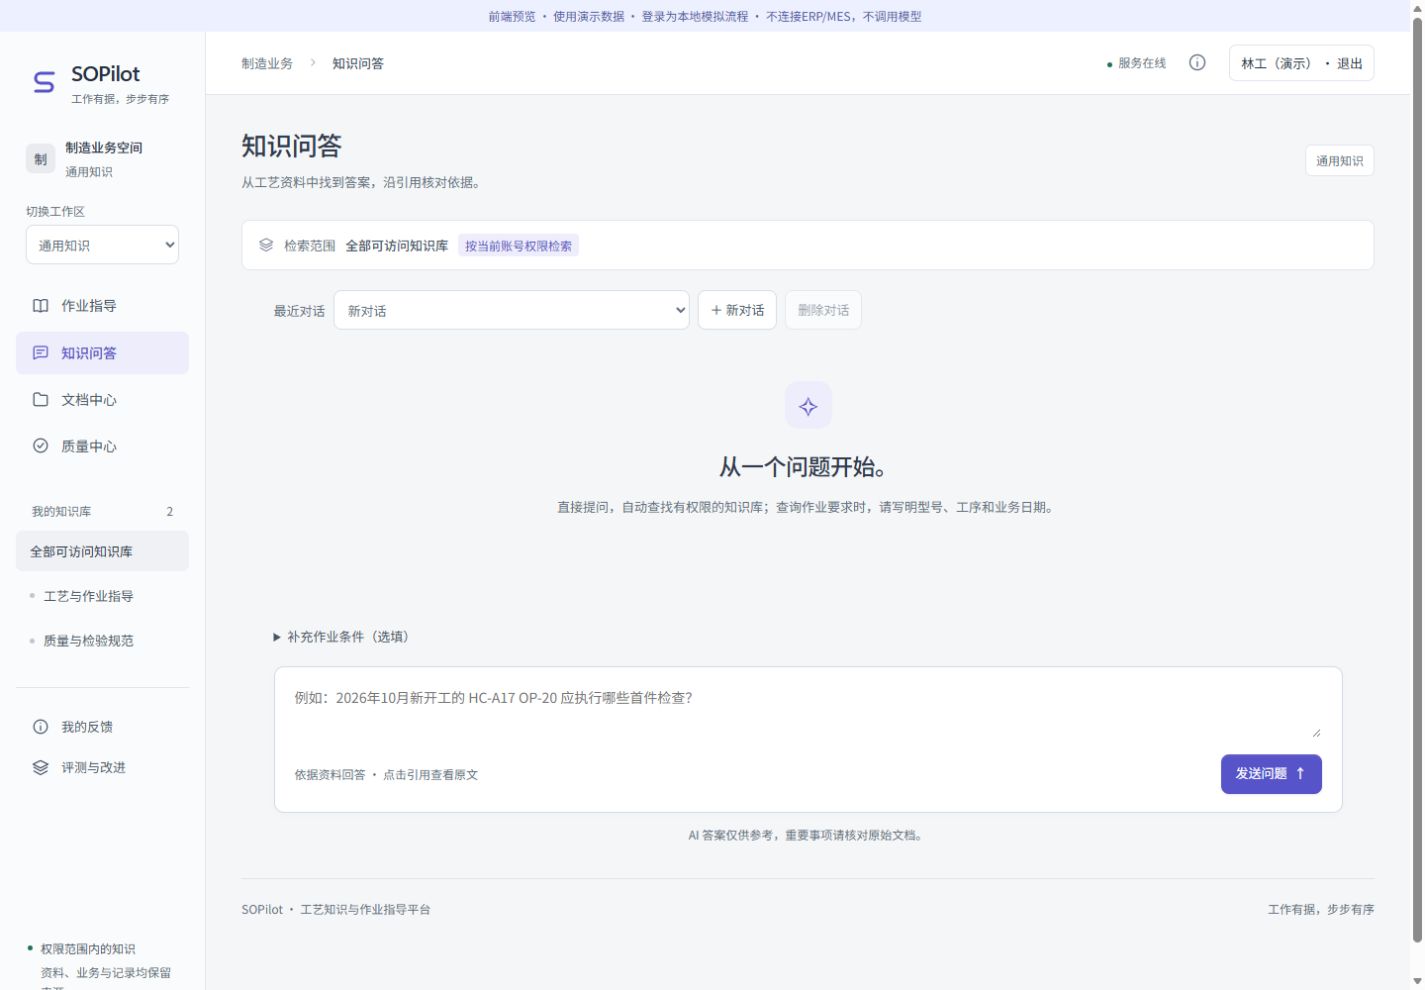 前端预览 • 使用演示数据 • 登录为本地模拟流程 • 不连接ERP/MES，不调用模型
SOPilot
工作有据，步步有序
制
制造业务空间
通用知识
切换工作区
通用知识
作业指导
知识问答
文档中心
质量中心
我的知识库 2
全部可访问知识库
工艺与作业指导
质量与检验规范
我的反馈
评测与改进
权限范围内的知识
资料、业务与记录均保留
制造业务 > 知识问答
服务在线
林工（演示） • 退出
知识问答
从工艺资料中找到答案，沿引用核对依据。
通用知识
检索范围 全部可访问知识库 按当前账号权限检索
最近对话 新对话 + 新对话 删除对话
从一个问题开始。
直接提问，自动查找有权限的知识库；查询作业要求时，请写明型号、工序和业务日期。
补充作业条件（选填）
例如：2026年10月新开工的 HC-A17 OP-20 应执行哪些首件检查？
依据资料回答 • 点击引用查看原文
发送问题 ↑
AI 答案仅供参考，重要事项请核对原始文档。
SOPilot • 工艺知识与作业指导平台
工作有据，步步有序